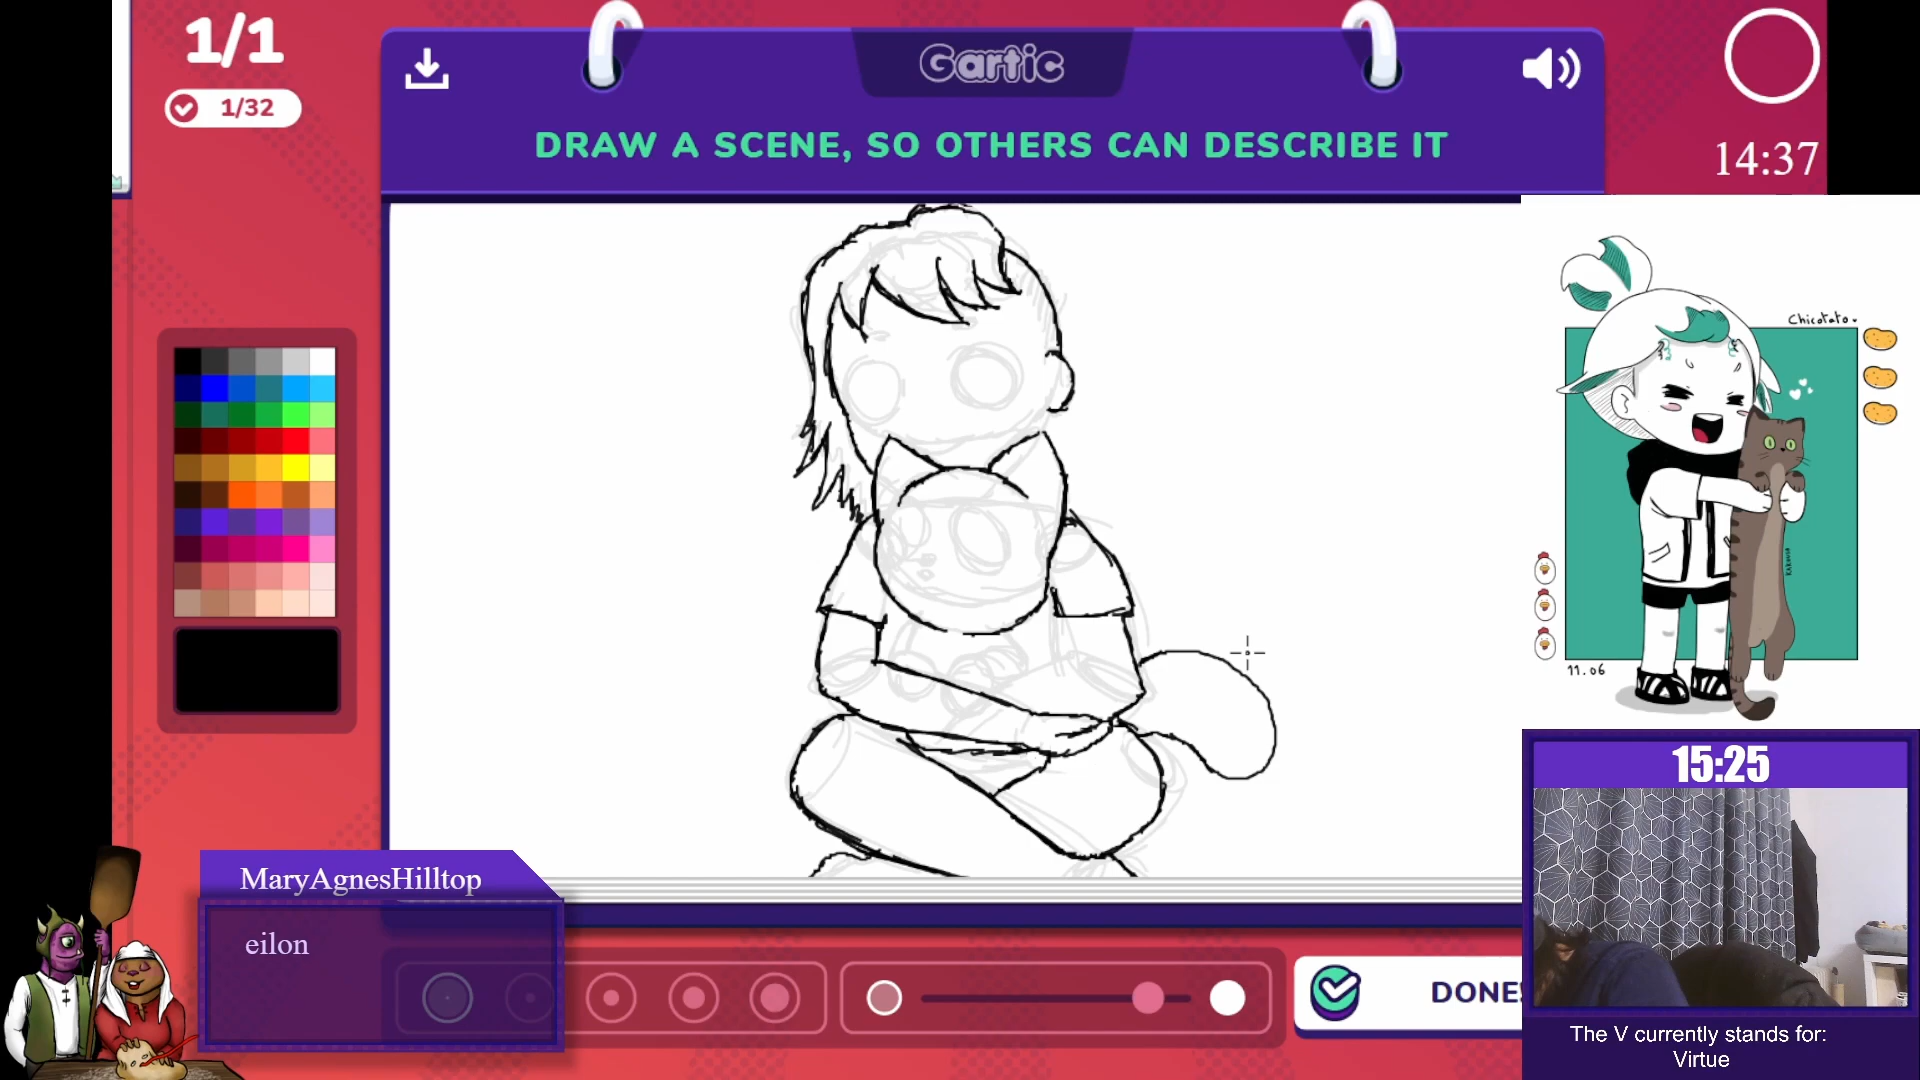 1/1
1/32
Gartic
DRAW A SCENE, SO OTHERS CAN DESCRIBE IT
14:37
Chicotato.
11.06
15:25
MaryAgnesHilltop
eilon
DONE!
The V currently stands for:
Virtue